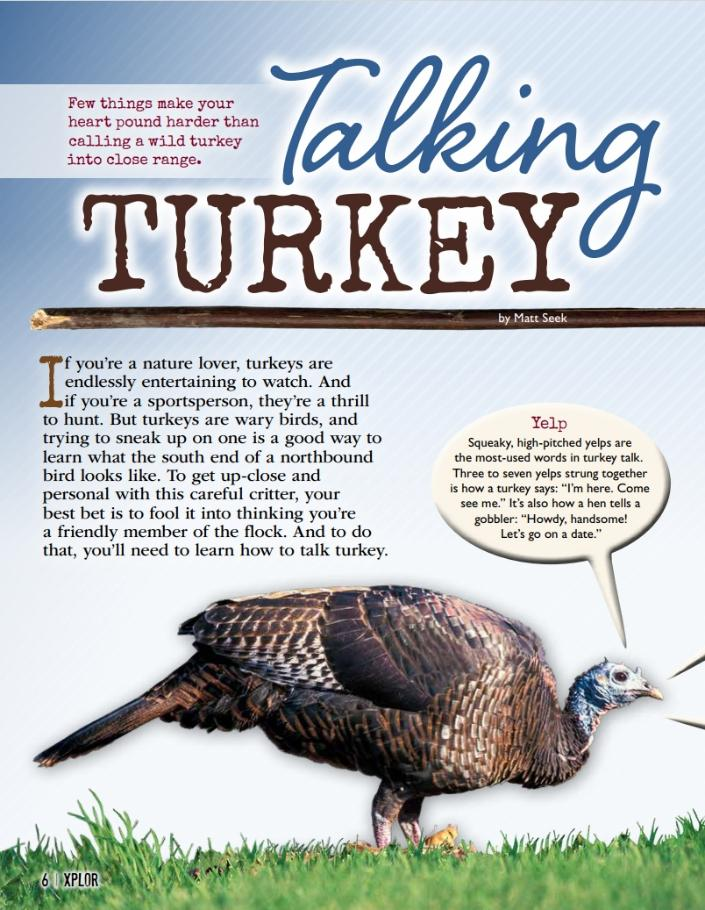 Few things make your
heart pound harder than
calling a wild turkey
into close range.
Talking
TURKEY
by Matt Seek
If you're a nature lover, turkeys are
endlessly entertaining to watch. And
if you're a sportsperson, they're a thrill
to hunt. But turkeys are wary birds, and
trying to sneak up on one is a good way to
learn what the south end of a northbound
bird looks like. To get up-close and
personal with this careful critter, your
best bet is to fool it into thinking you're
a friendly member of the flock. And to do
that, you'll need to learn how to talk turkey.
Yelp
Squeaky, high-pitched yelps are
the most-used words in turkey talk.
Three to seven yelps strung together
is how a turkey says: “I'm here. Come
see me.” It's also how a hen tells a
gobbler: “Howdy, handsome!
Let's go on a date.”
6 | XPLOR